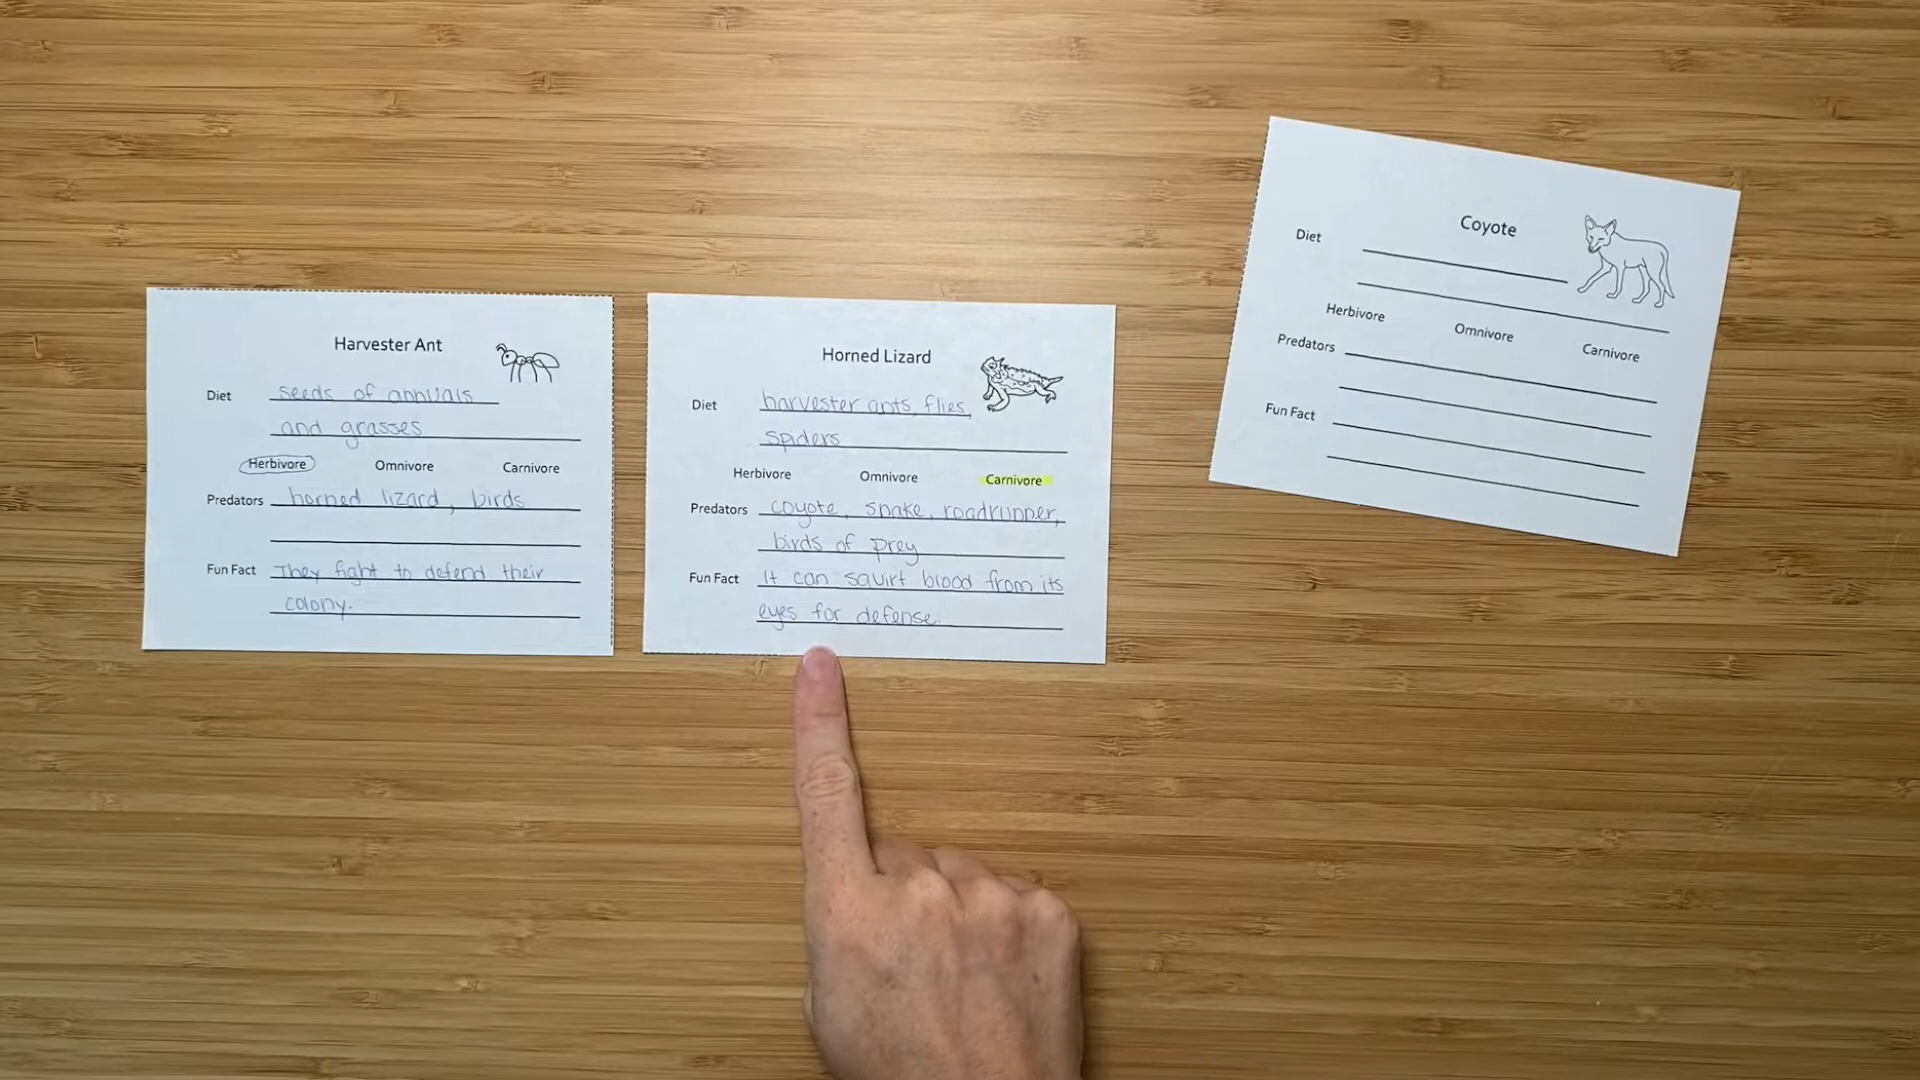 Harvester Ant
Diet seeds of annuals
and grasses
Herbivore Omnivore Carnivore
Predators horned lizard, birds
Fun Fact They fight to defend their
colony.
Horned Lizard
Diet harvester ants, flies,
spiders
Herbivore Omnivore Carnivore
Predators coyote, snake, roadrunner,
birds of prey
Fun Fact It can squirt blood from its
eyes for defense.
Coyote
Diet
Herbivore Omnivore Carnivore
Predators
Fun Fact